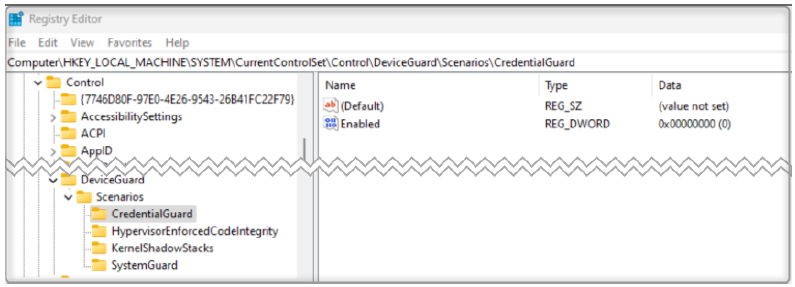 Registry Editor
File Edit View Favorites Help
Computer\HKEY_LOCAL_MACHINE\SYSTEM\CurrentControlSet\Control\DeviceGuard\Scenarios\CredentialGuard
Control
{7746D80F-97E0-4E26-9543-26B41FC22F79}
AccessibilitySettings
ACPI
AppID
DeviceGuard
Scenarios
CredentialGuard
HypervisorEnforcedCodeIntegrity
KernelShadowStacks
SystemGuard
Name Type Data
(Default) REG_SZ (value not set)
Enabled REG_DWORD 0x00000000 (0)